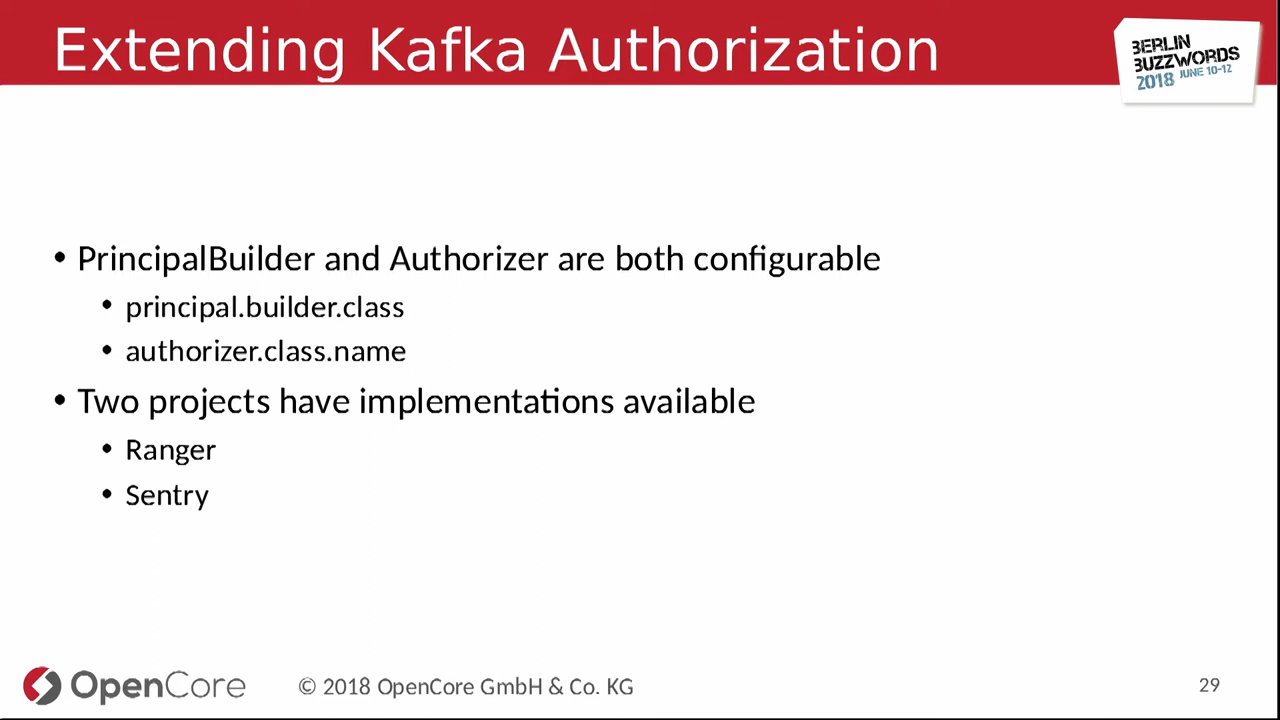 Extending Kafka Authorization
BERLIN
BUZZWORDS
2018 JUNE 10-12
• PrincipalBuilder and Authorizer are both configurable
• principal.builder.class
• authorizer.class.name
• Two projects have implementations available
• Ranger
• Sentry
OpenCore
© 2018 OpenCore GmbH & Co. KG
29